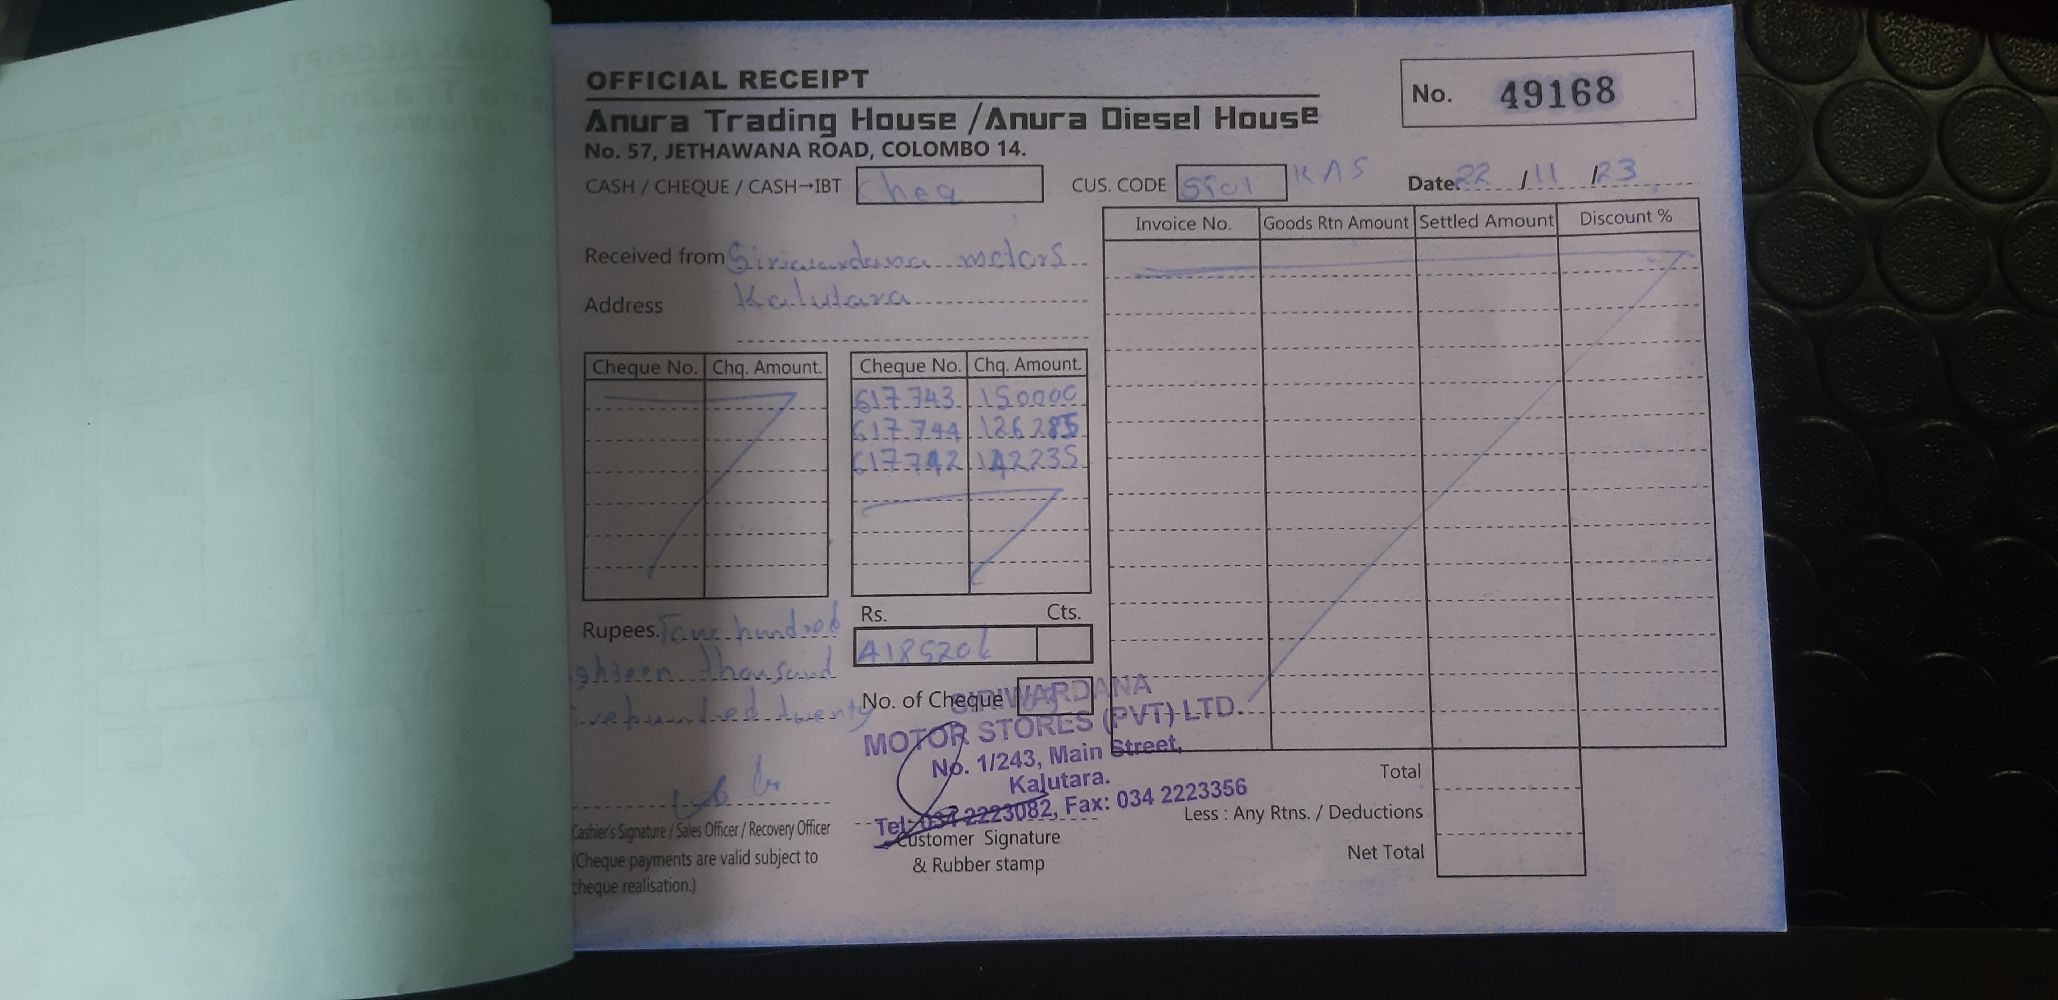 OFFICIAL RECEIPT
No. 49168
Anura Trading House / Anura Diesel House
No. 57, JETHAWANA ROAD, COLOMBO 14.
CASH / CHEQUE / CASH→IBT Cheq CUS. CODE KAS Date 22 / 11 / 23
Invoice No. Goods Rtn Amount Settled Amount Discount %
Received from Siriwardana motors
Address Kalutara
Cheque No. Chq. Amount. Cheque No. Chq. Amount.
617743 150000
617744 126285
617742 142235
Rs. Cts.
Rupees. Four hundred
418520
ghteen thousand
No. of Cheque
ive hundred twenty
SIRIWARDANA
MOTOR STORES (PVT) LTD.
No. 1/243, Main Street,
Kalutara.
Tel: 034 2223082, Fax: 034 2223356
Cashier's Signature / Sales Officer / Recovery Officer
(Cheque payments are valid subject to
cheque realisation.)
Customer Signature
& Rubber stamp
Total
Less : Any Rtns. / Deductions
Net Total